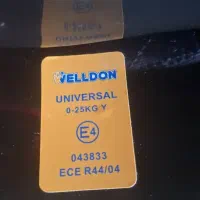 WELLDON
UNIVERSAL
0-25KG Y
E4
043833
ECE R44/04